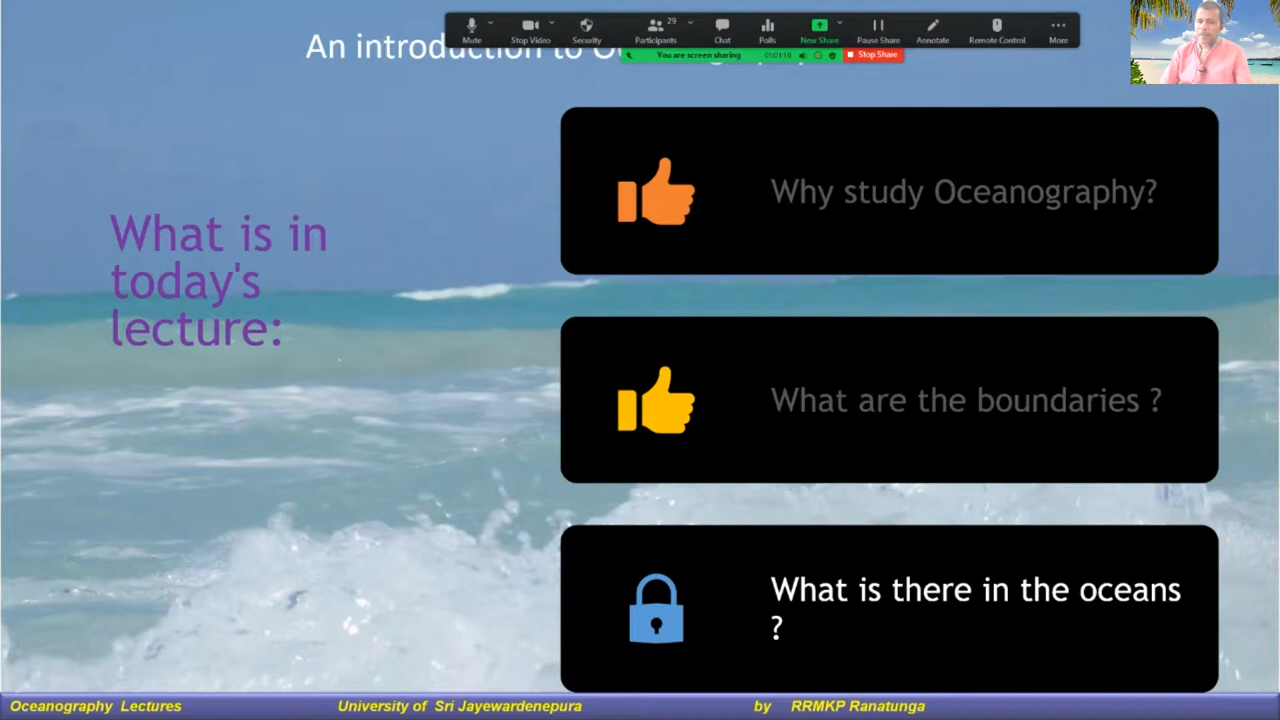 Mute
Stop Video
Security
Participants
29
Chat
Polls
New Share
Pause Share
Annotate
Remote Control
More
An introduction to
You are screen sharing
Stop Share
Why study Oceanography?
What is in
today's
lecture:
What are the boundaries ?
What is there in the oceans
?
Oceanography Lectures University of Sri Jayewardenepura by RRMKP Ranatunga